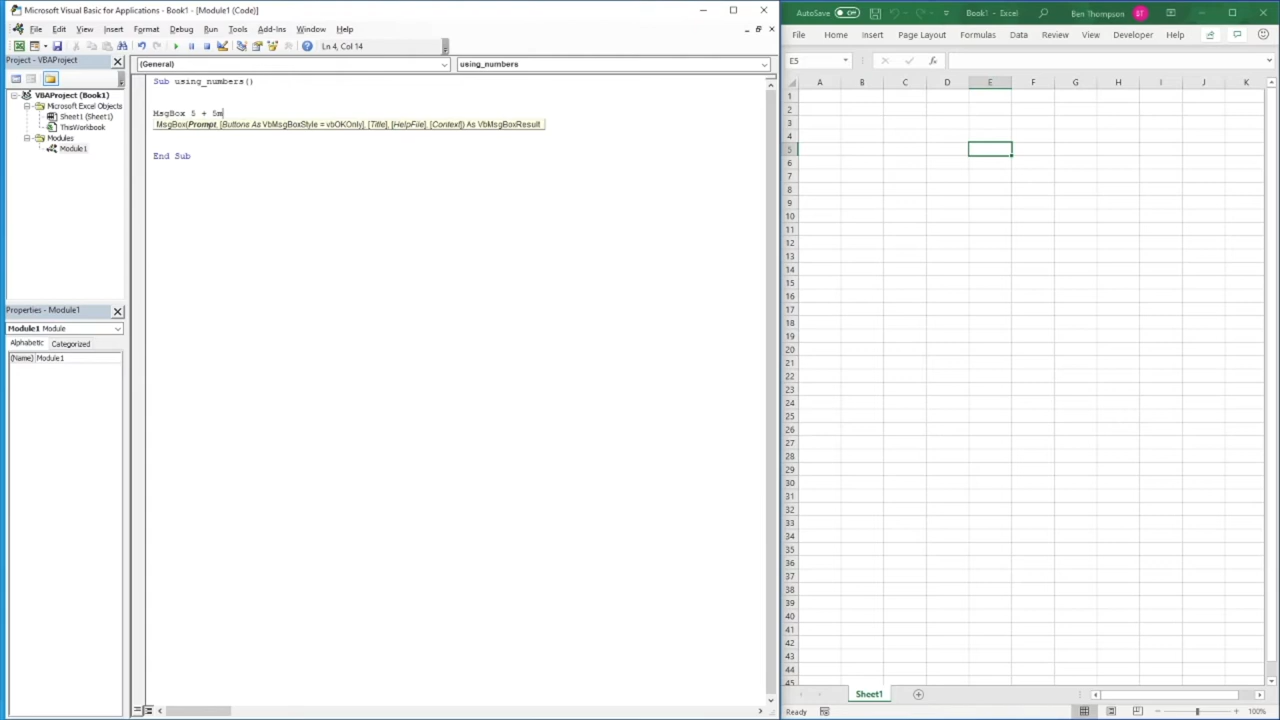 Microsoft Visual Basic for Applications - Book1 - [Module1 (Code)]
File Edit View Insert Format Debug Run Tools Add-Ins Window Help
Ln 4, Col 14
Project - VBAProject
VBAProject (Book1)
Microsoft Excel Objects
Sheet1 (Sheet1)
ThisWorkbook
Modules
Module1
Properties - Module1
Module1 Module
Alphabetic Categorized
(Name) Module1
(General) using_numbers
Sub using_numbers()
MsgBox 5 + 5m
MsgBox(Prompt, [Buttons As VbMsgBoxStyle = vbOKOnly], [Title], [HelpFile], [Context]) As VbMsgBoxResult
End Sub
AutoSave Off Book1 - Excel Ben Thompson BT
File Home Insert Page Layout Formulas Data Review View Developer Help
E5 fx
A B C D E F G H I J K
1
2
3
4
5
6
7
8
9
10
11
12
13
14
15
16
17
18
19
20
21
22
23
24
25
26
27
28
29
30
31
32
33
34
35
36
37
38
39
40
41
42
43
44
45
Sheet1
Ready 100%